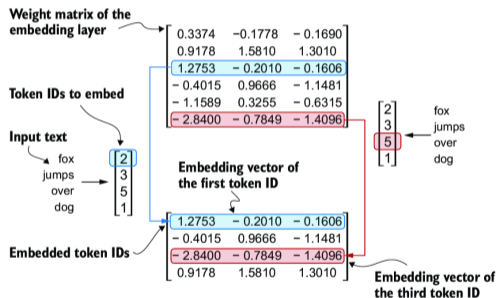 Weight matrix of the
embedding layer
0.3374 −0.1778 − 0.1690
0.9178 1.5810 1.3010
1.2753 − 0.2010 − 0.1606
− 0.4015 0.9666 − 1.1481
− 1.1589 0.3255 − 0.6315
− 2.8400 − 0.7849 − 1.4096
Token IDs to embed
Input text
fox
jumps
over
dog
2
3
5
1
2
3
5
1
fox
jumps
over
dog
Embedding vector of
the first token ID
Embedded token IDs
1.2753 − 0.2010 − 0.1606
− 0.4015 0.9666 − 1.1481
− 2.8400 − 0.7849 − 1.4096
0.9178 1.5810 1.3010
Embedding vector of
the third token ID